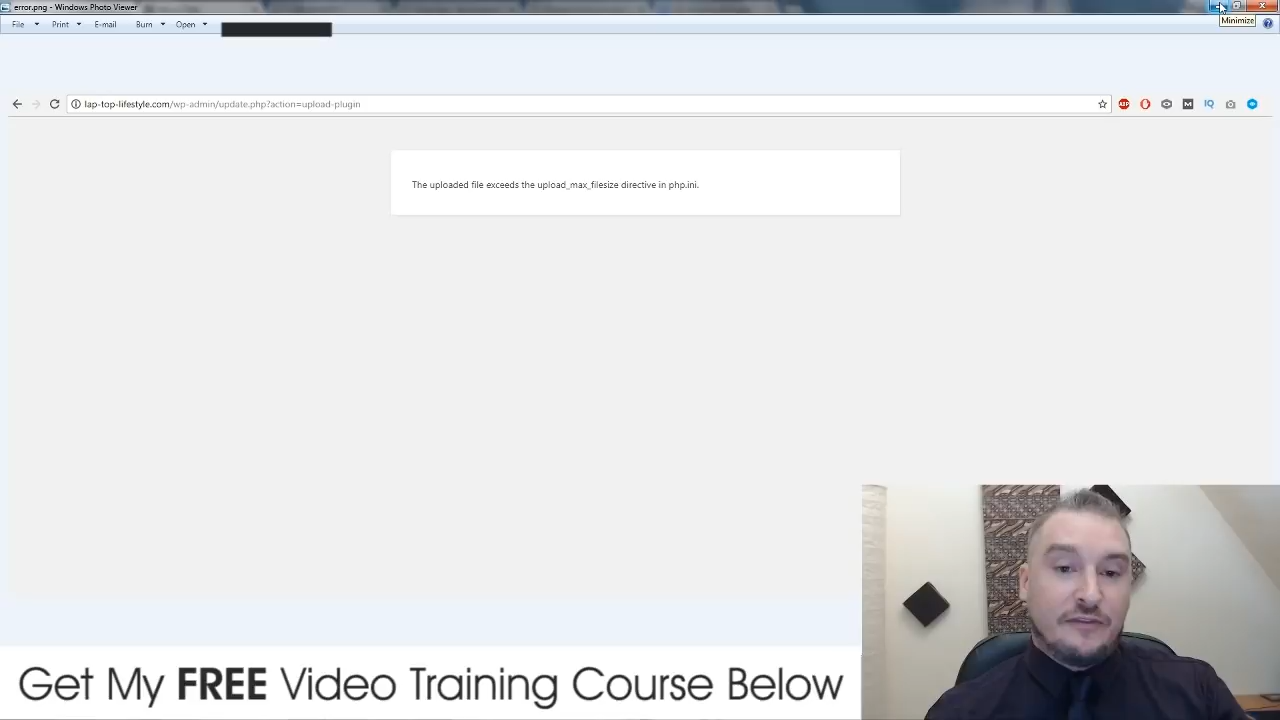 error.png - Windows Photo Viewer
File Print E-mail Burn Open
Minimize
lap-top-lifestyle.com/wp-admin/update.php?action=upload-plugin
ABP M IQ
The uploaded file exceeds the upload_max_filesize directive in php.ini.
Get My FREE Video Training Course Below